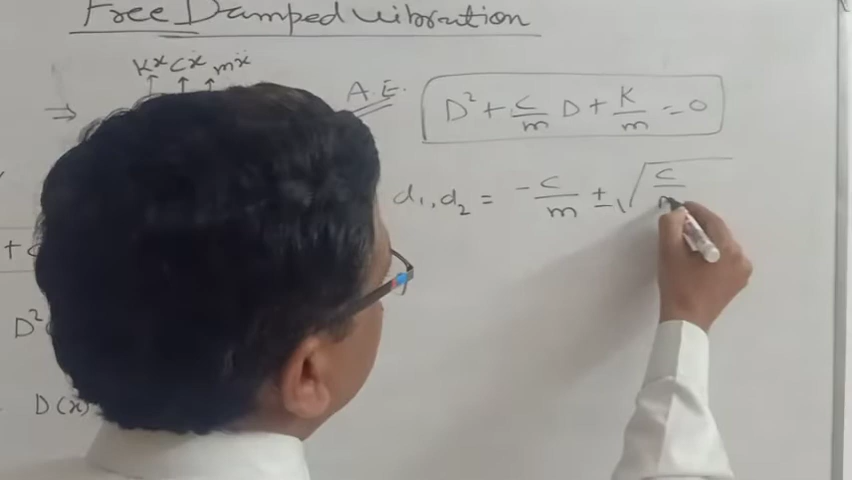 Free Damped Vibration
Kx Cẋ mẍ
⇒
A.E. D² + C/m D + K/m = 0
d₁, d₂ = -C/m ± √ C/m
+ C
D²
D(x)